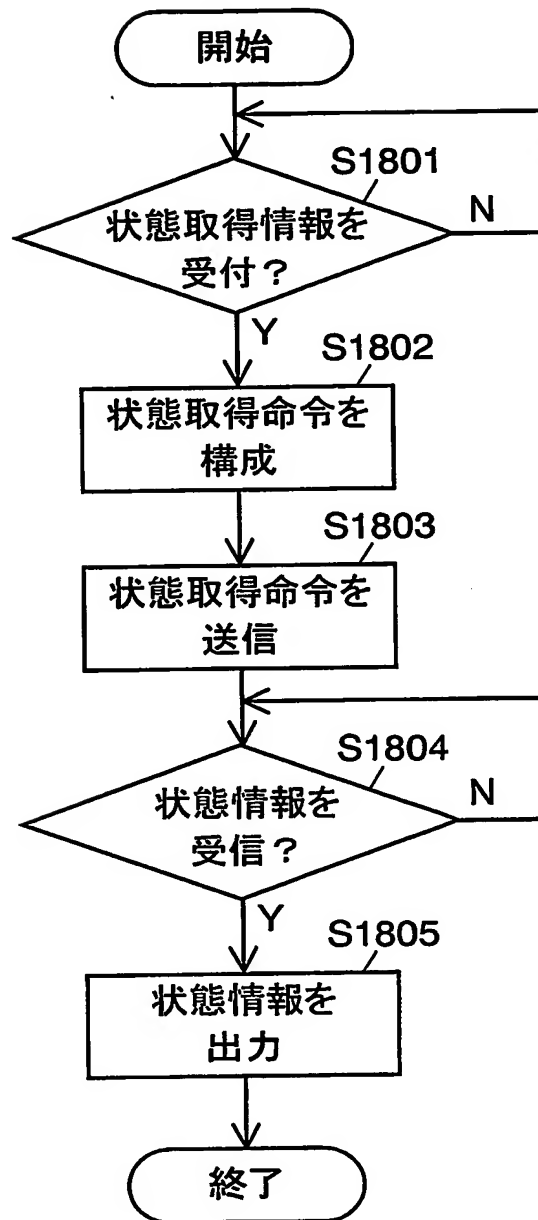 開始
S1801
状態取得情報を
受付？
N
Y
S1802
状態取得命令を
構成
S1803
状態取得命令を
送信
S1804
状態情報を
受信？
N
Y
S1805
状態情報を
出力
終了